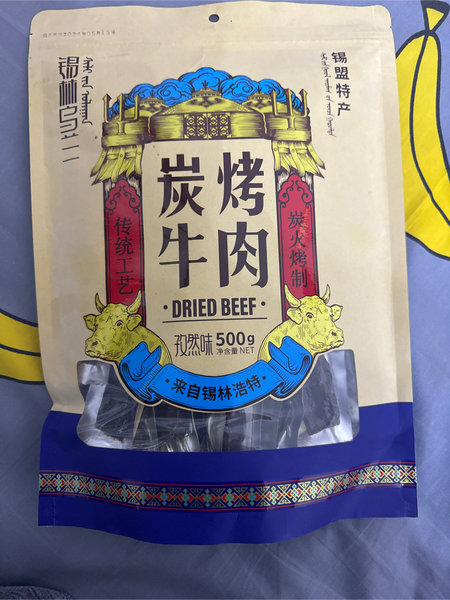 锡林乌兰
锡盟特产
炭烤
牛肉
传统工艺
炭火烤制
·DRIED BEEF·
孜然味 500g
净含量 NET
·来自锡林浩特·